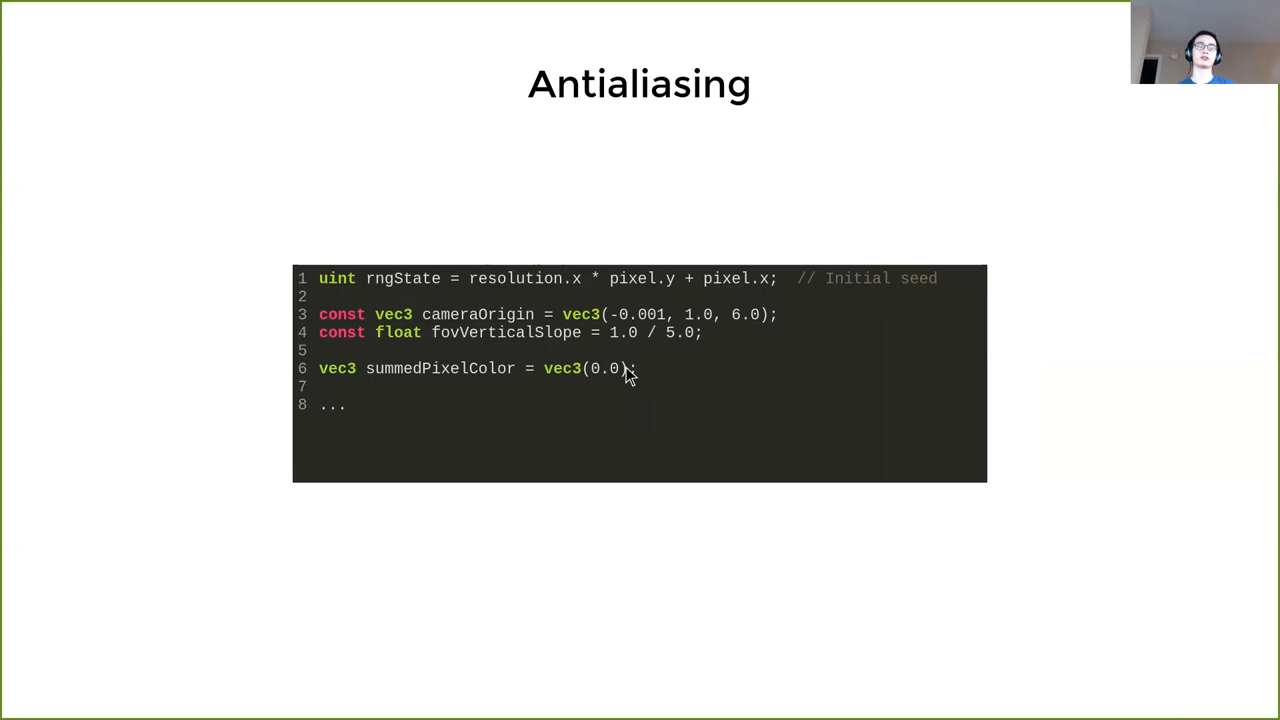 Antialiasing
1 uint rngState = resolution.x * pixel.y + pixel.x;  // Initial seed
2
3 const vec3 cameraOrigin = vec3(-0.001, 1.0, 6.0);
4 const float fovVerticalSlope = 1.0 / 5.0;
5
6 vec3 summedPixelColor = vec3(0.0);
7
8 ...